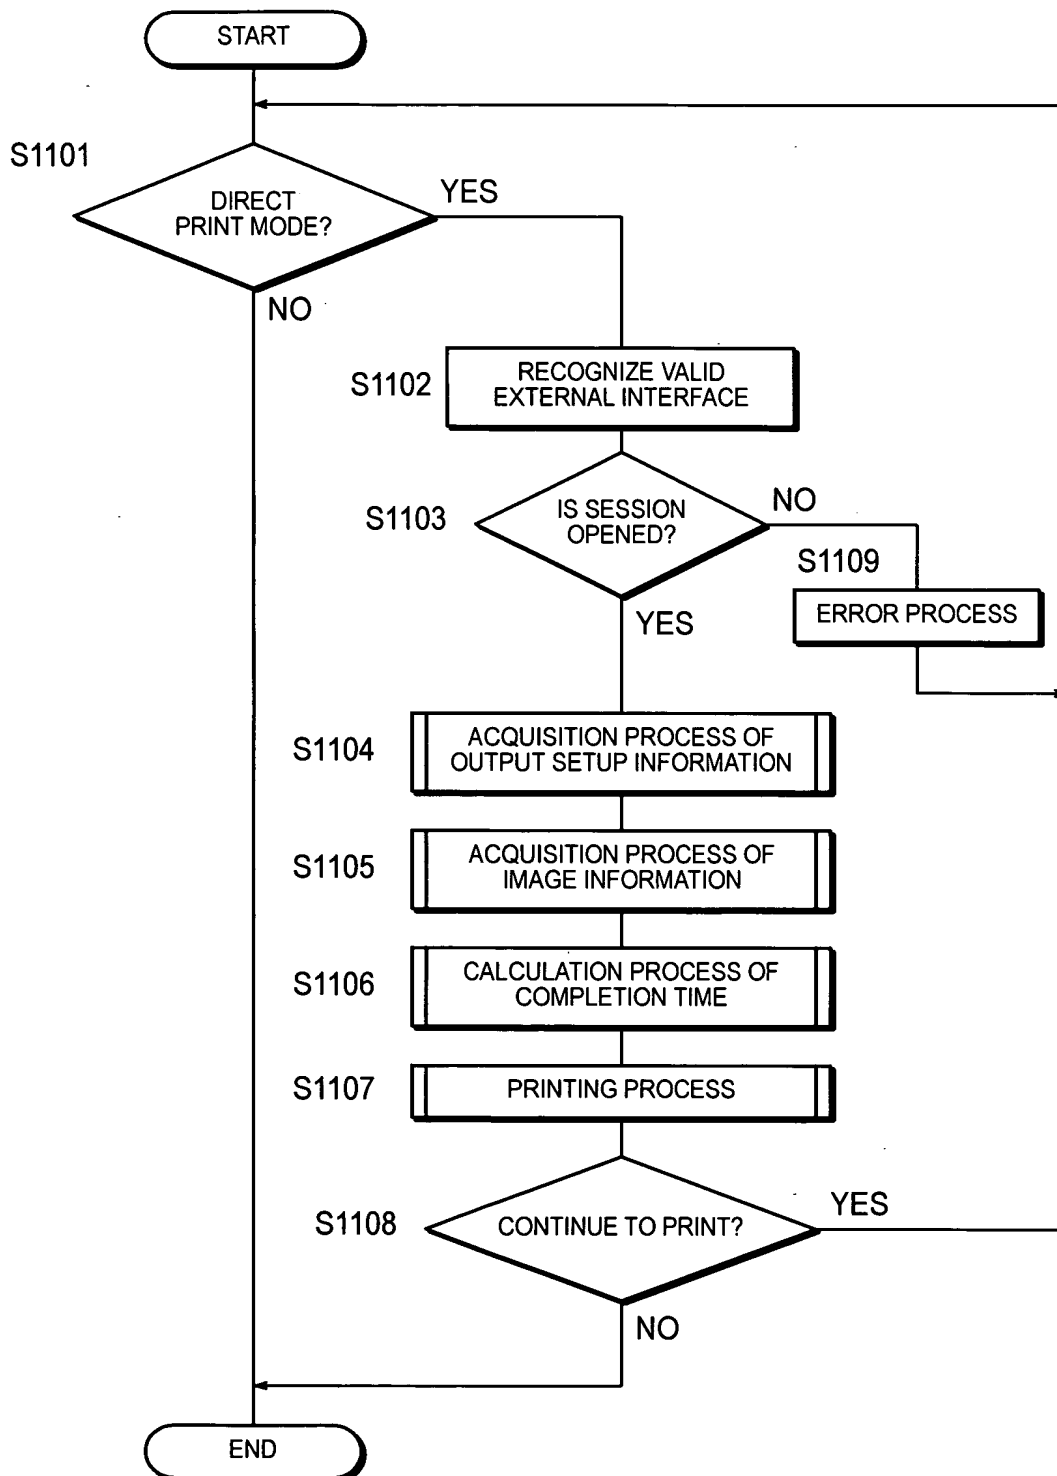 START
S1101
DIRECT
PRINT MODE?
YES
NO
S1102
RECOGNIZE VALID
EXTERNAL INTERFACE
S1103
IS SESSION
OPENED?
NO
YES
S1109
ERROR PROCESS
S1104
ACQUISITION PROCESS OF
OUTPUT SETUP INFORMATION
S1105
ACQUISITION PROCESS OF
IMAGE INFORMATION
S1106
CALCULATION PROCESS OF
COMPLETION TIME
S1107
PRINTING PROCESS
S1108
CONTINUE TO PRINT?
YES
NO
END